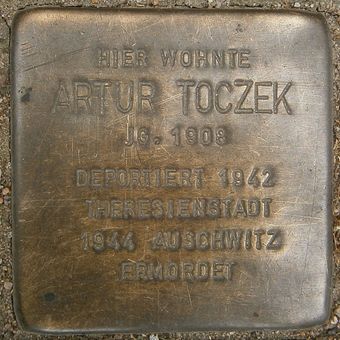 HIER WOHNTE
ARTUR TOCZEK
JG. 1908
DEPORTIERT 1942
THERESIENSTADT
1944 AUSCHWITZ
ERMORDET